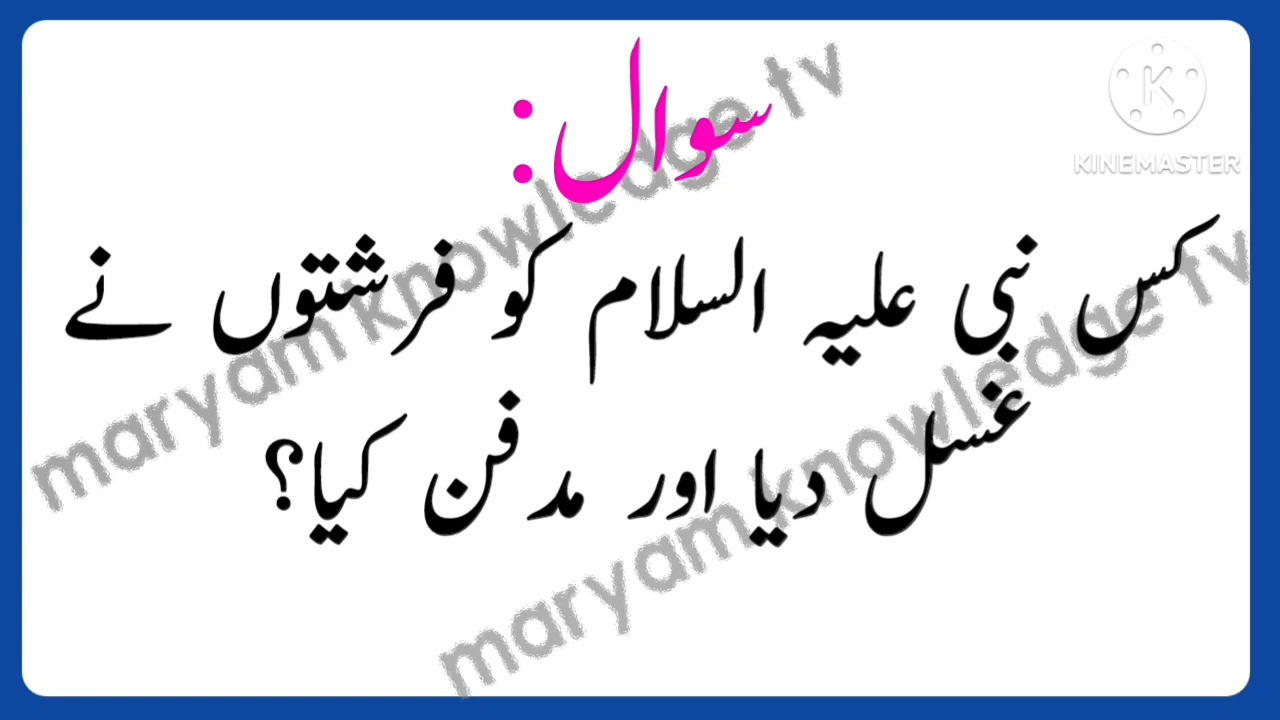 سوال:
کس نبی علیہ السلام کو فرشتوں نے
غسل دیا اور مدفن کیا؟
maryam knowledge tv
maryam knowledge tv
KINEMASTER